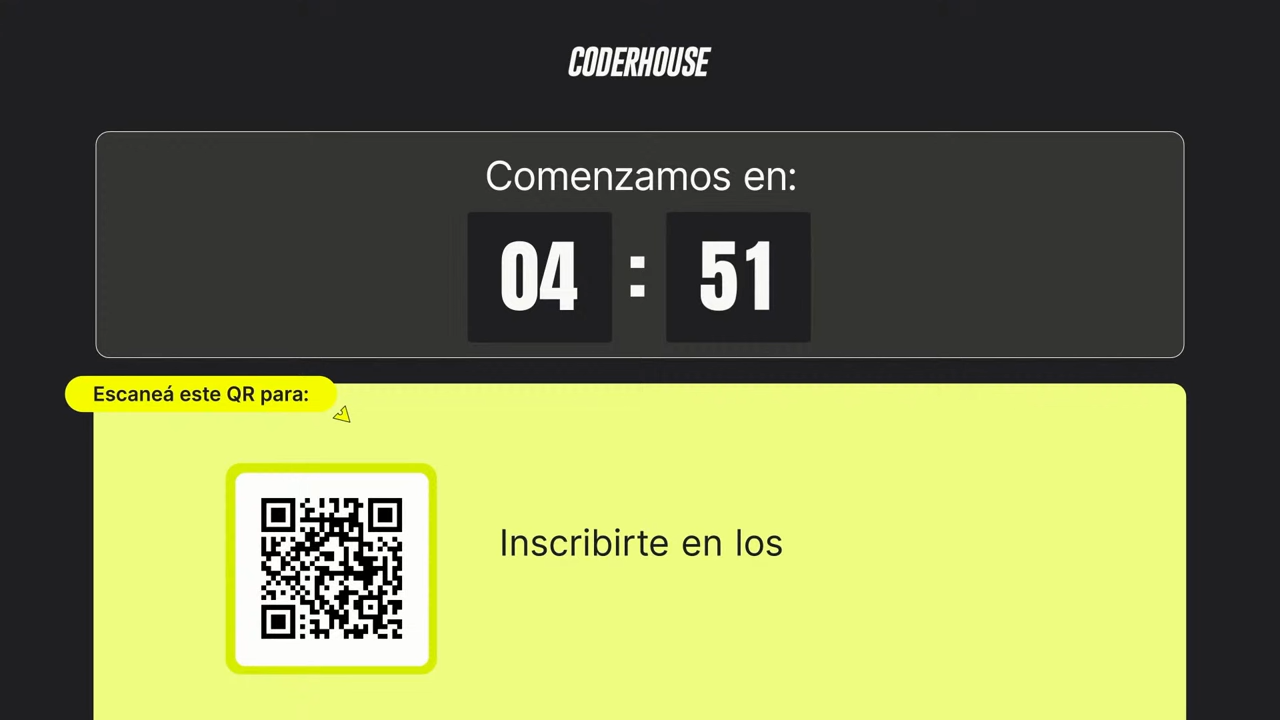 CODERHOUSE
Comenzamos en:
04 : 51
Escaneá este QR para:
Inscribirte en los